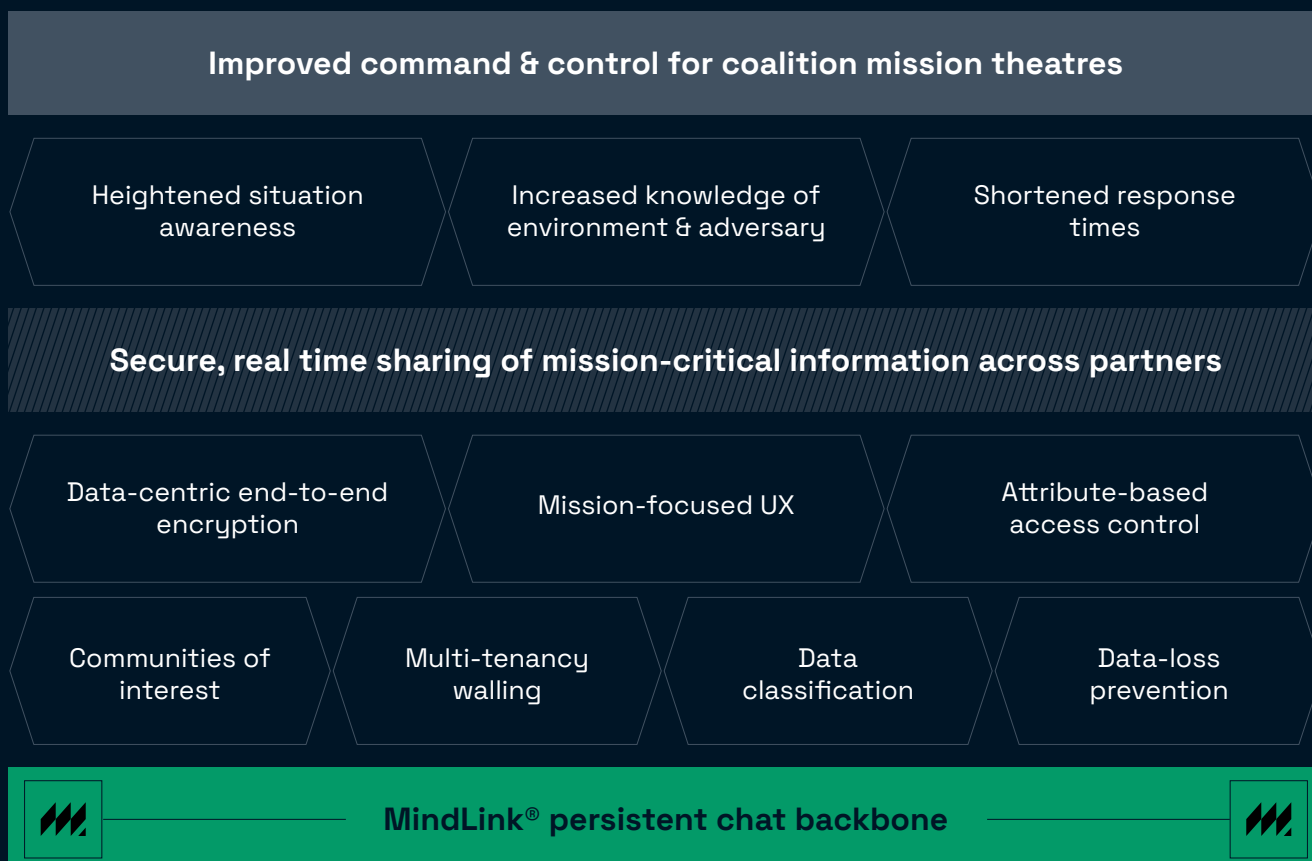 Improved command & control for coalition mission theatres
Heightened situation
awareness
Increased knowledge of
environment & adversary
Shortened response
times
Secure, real time sharing of mission-critical information across partners
Data-centric end-to-end
encryption
Mission-focused UX
Attribute-based
access control
Communities of
interest
Multi-tenancy
walling
Data
classification
Data-loss
prevention
MindLink® persistent chat backbone